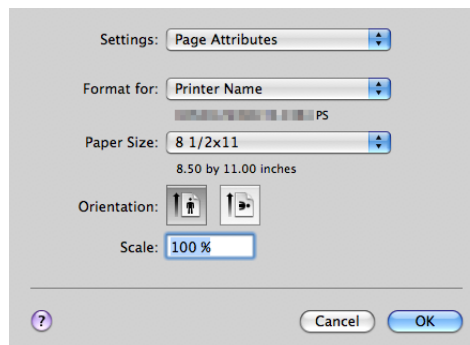 Settings: Page Attributes
Format for: Printer Name
PS
Paper Size: 8 1/2x11
8.50 by 11.00 inches
Orientation:
Scale: 100 %
? Cancel OK